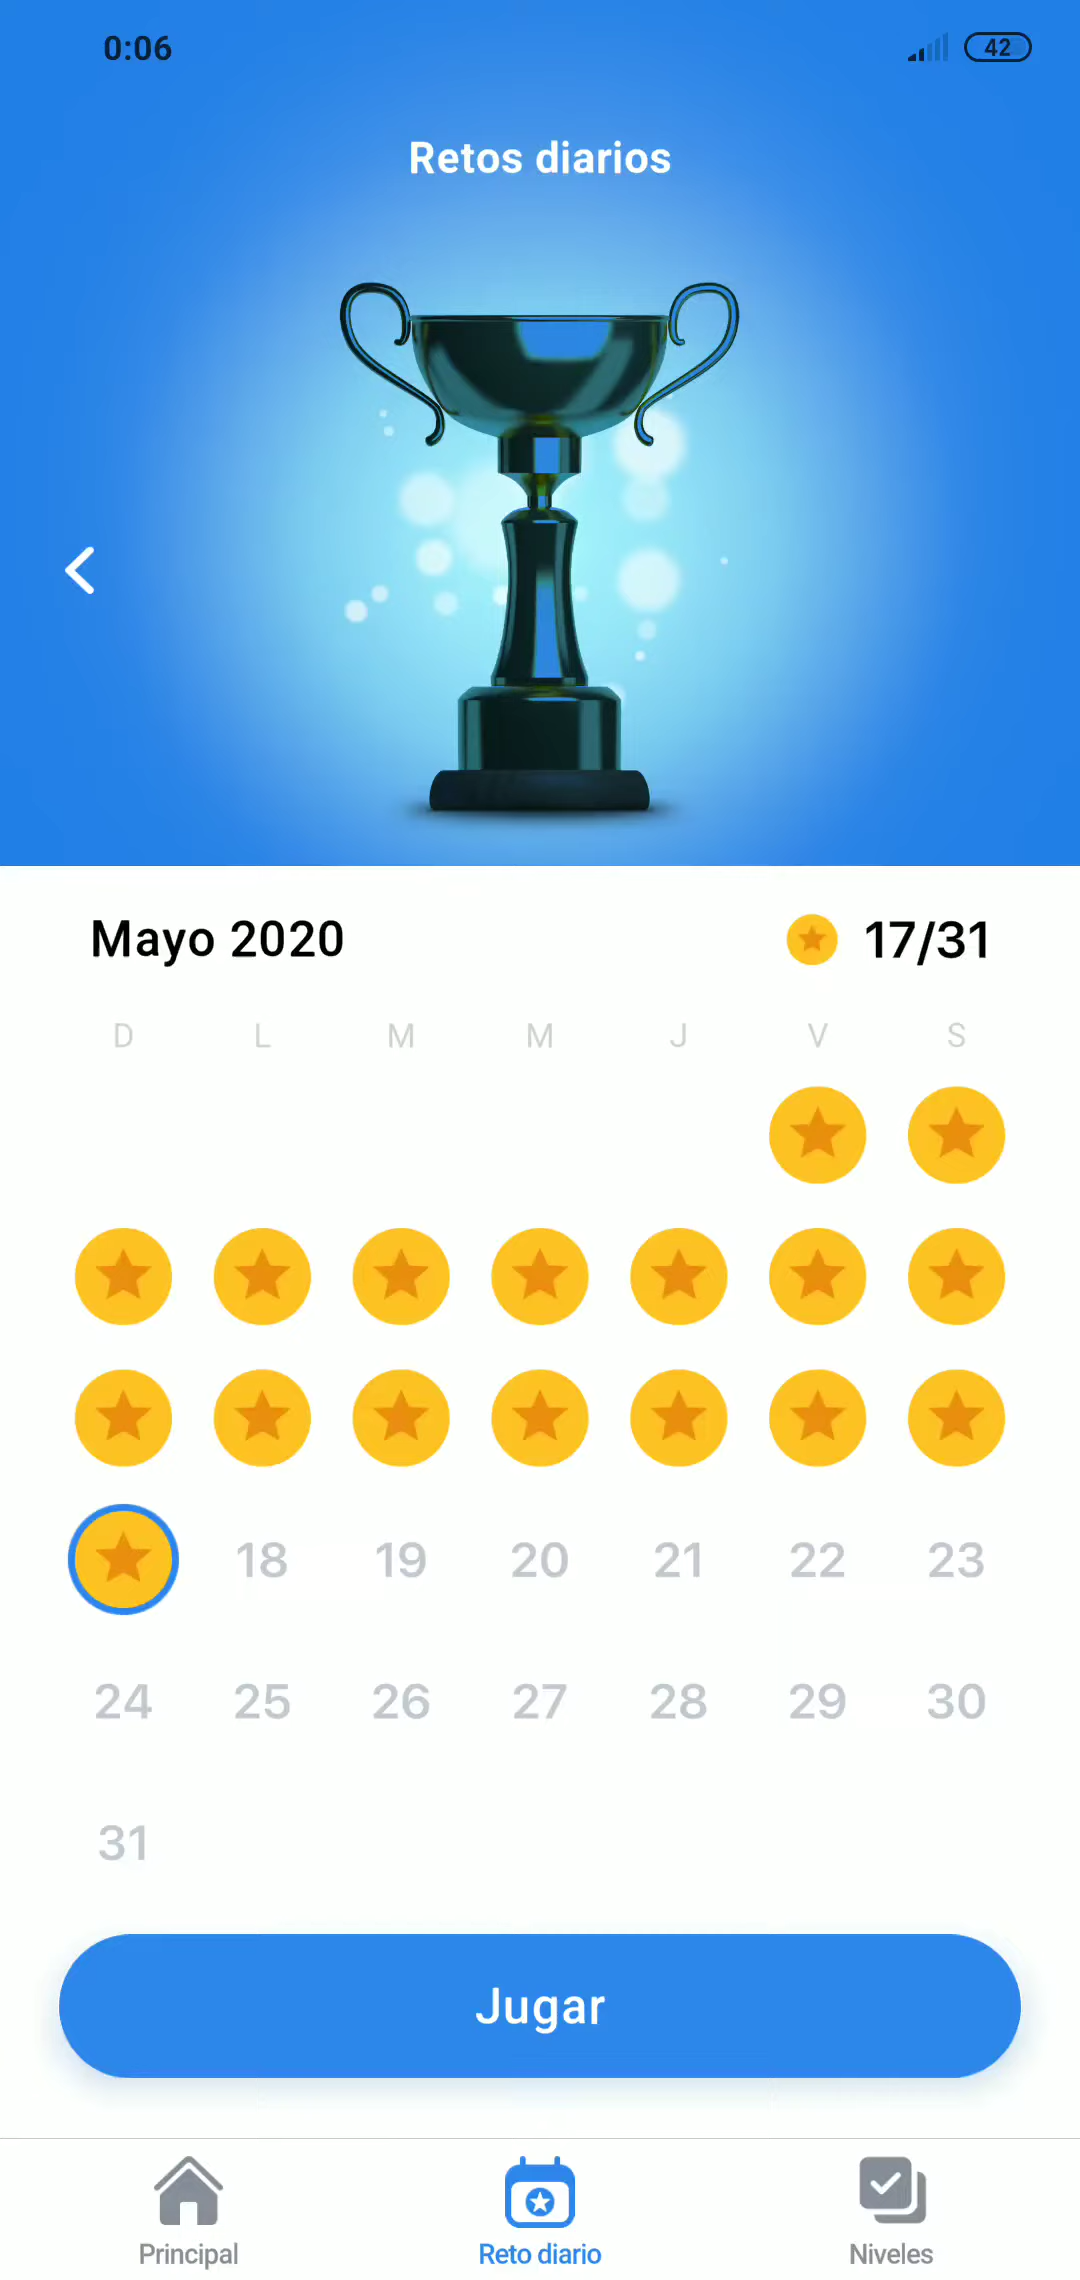 0:06
42
Retos diarios
Mayo 2020
17/31
D L M M J V S
18 19 20 21 22 23
24 25 26 27 28 29 30
31
Jugar
Principal
Reto diario
Niveles